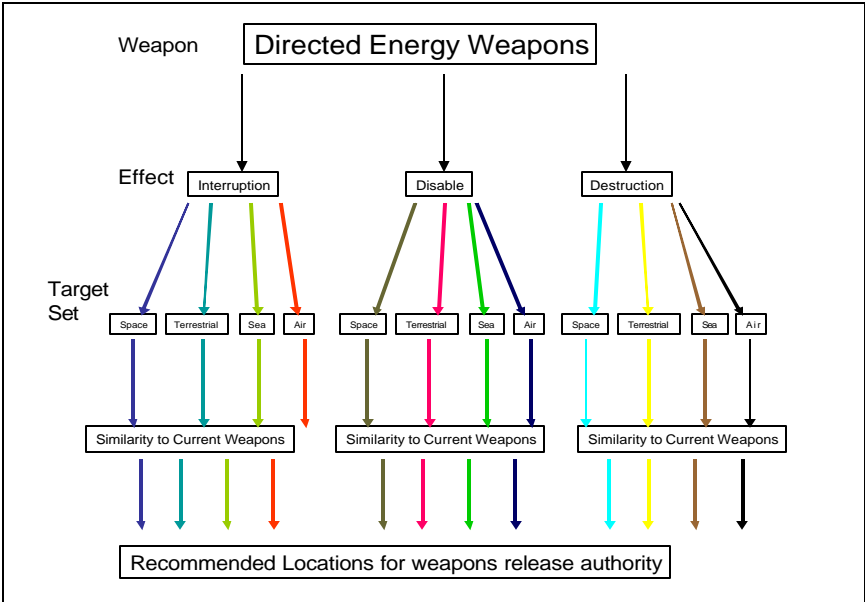 Weapon
Directed Energy Weapons
Effect
Interruption
Disable
Destruction
Target
Set
Space
Terrestrial
Sea
Air
Space
Terrestrial
Sea
Air
Space
Terrestrial
Sea
Air
Similarity to Current Weapons
Similarity to Current Weapons
Similarity to Current Weapons
Recommended Locations for weapons release authority